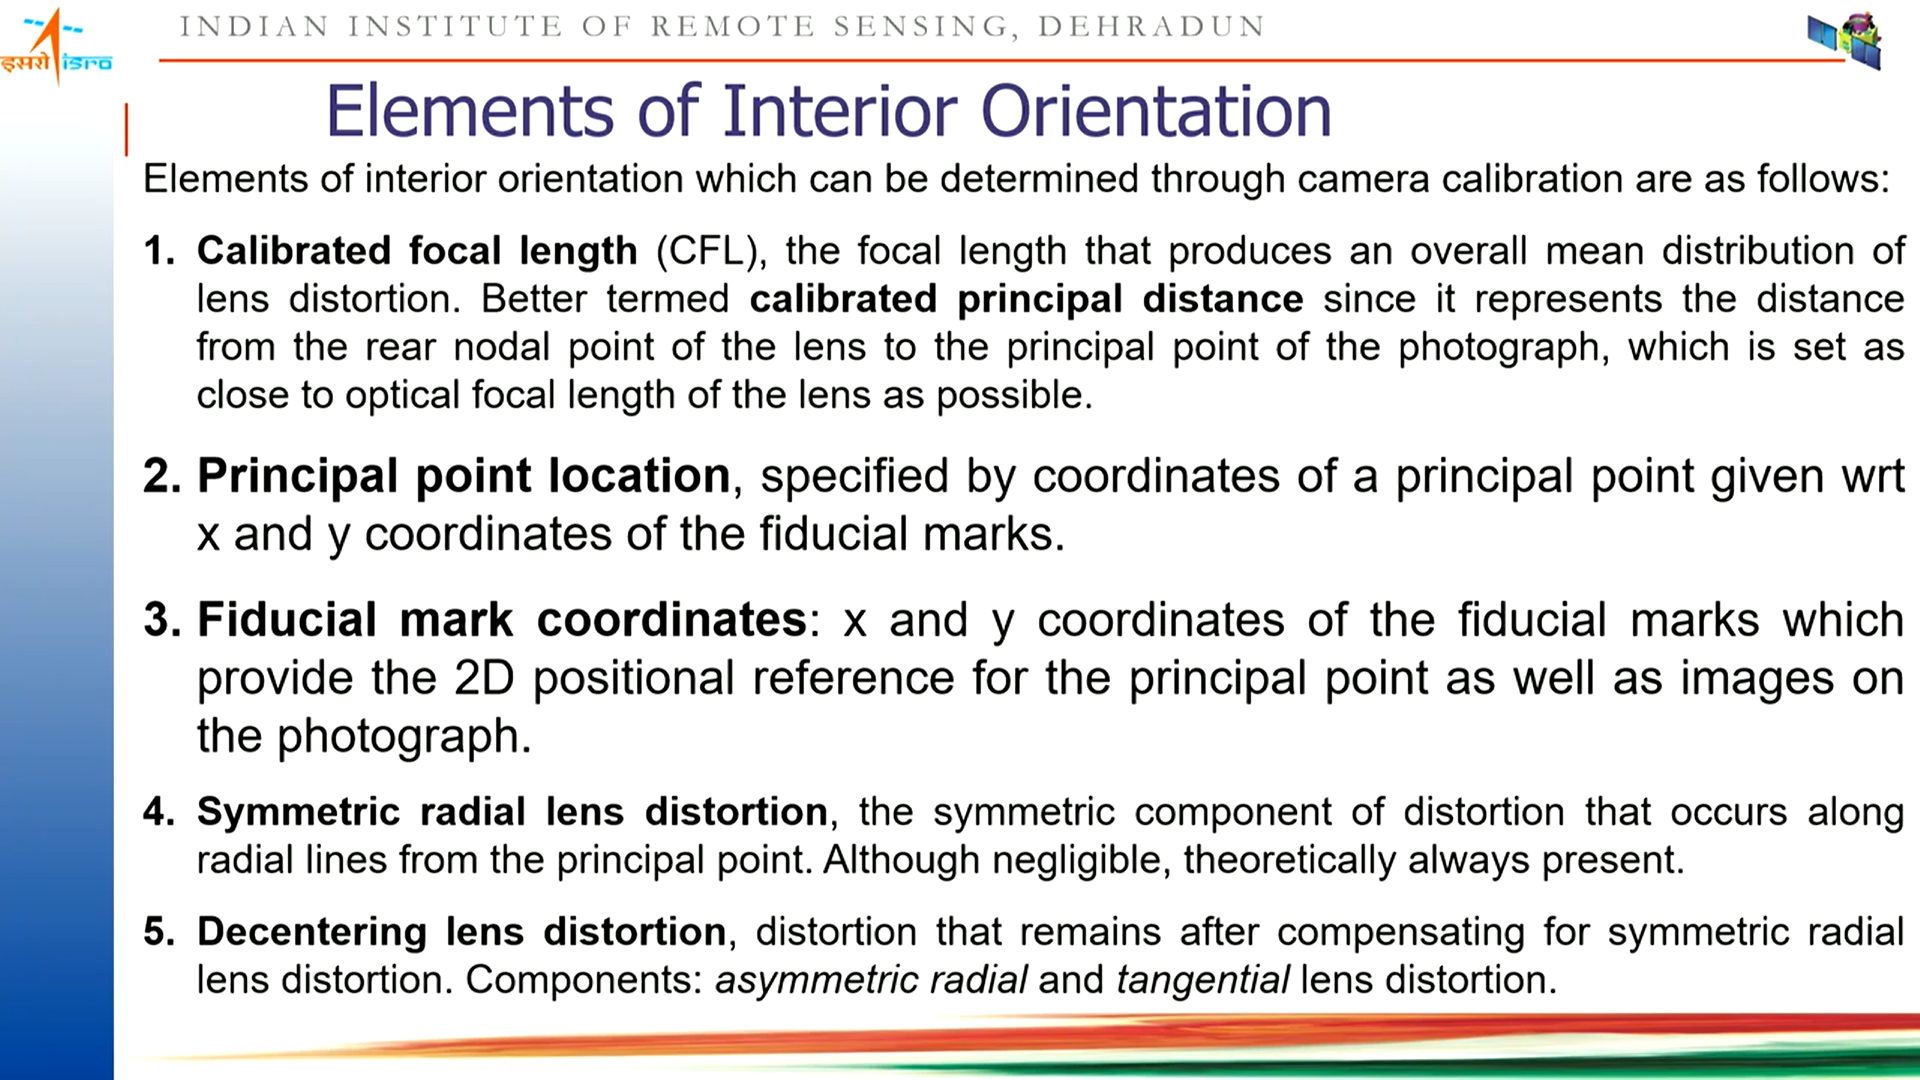 INDIAN INSTITUTE OF REMOTE SENSING, DEHRADUN
इसरो isro
Elements of Interior Orientation
Elements of interior orientation which can be determined through camera calibration are as follows:
1. Calibrated focal length (CFL), the focal length that produces an overall mean distribution of
lens distortion. Better termed calibrated principal distance since it represents the distance
from the rear nodal point of the lens to the principal point of the photograph, which is set as
close to optical focal length of the lens as possible.
2. Principal point location, specified by coordinates of a principal point given wrt
x and y coordinates of the fiducial marks.
3. Fiducial mark coordinates: x and y coordinates of the fiducial marks which
provide the 2D positional reference for the principal point as well as images on
the photograph.
4. Symmetric radial lens distortion, the symmetric component of distortion that occurs along
radial lines from the principal point. Although negligible, theoretically always present.
5. Decentering lens distortion, distortion that remains after compensating for symmetric radial
lens distortion. Components: asymmetric radial and tangential lens distortion.